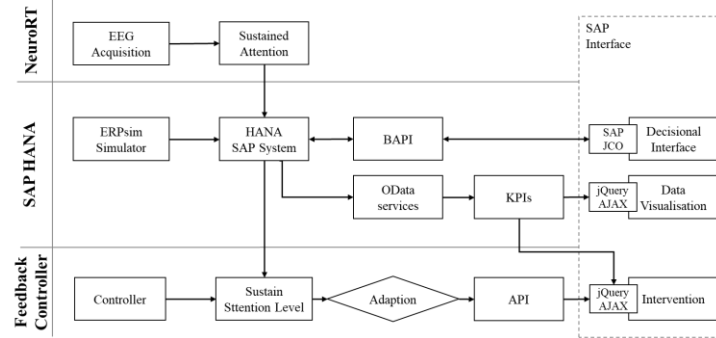 NeuroRT
EEG
Acquisition
Sustained
Attention
SAP
Interface
SAP HANA
ERPsim
Simulator
HANA
SAP System
BAPI
SAP
JCO
Decisional
Interface
OData
services
KPIs
jQuery
AJAX
Data
Visualisation
Feedback
Controller
Controller
Sustain
Sttention Level
Adaption
API
jQuery
AJAX
Intervention